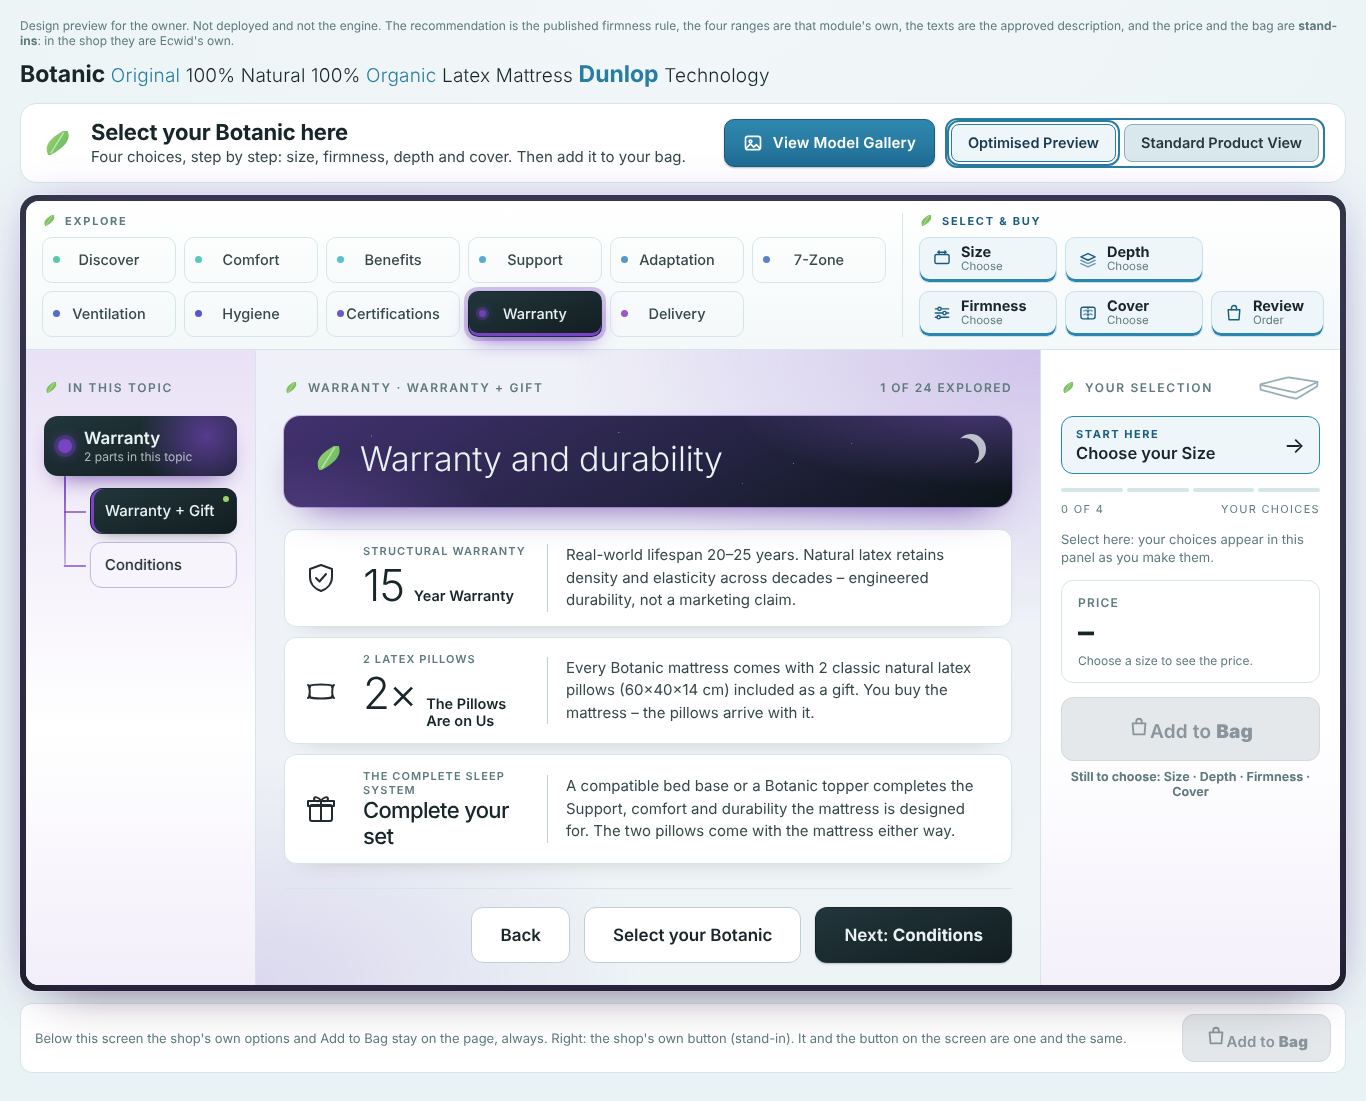 Design preview for the owner. Not deployed and not the engine. The recommendation is the published firmness rule, the four ranges are that module's own, the texts are the approved description, and the price and the bag are stand-
ins: in the shop they are Ecwid's own.
Botanic Original 100% Natural 100% Organic Latex Mattress Dunlop Technology
Select your Botanic here
Four choices, step by step: size, firmness, depth and cover. Then add it to your bag.
View Model Gallery
Optimised Preview
Standard Product View
EXPLORE
Discover
Comfort
Benefits
Support
Adaptation
7-Zone
Ventilation
Hygiene
Certifications
Warranty
Delivery
SELECT & BUY
Size
Choose
Depth
Choose
Firmness
Choose
Cover
Choose
Review
Order
IN THIS TOPIC
Warranty
2 parts in this topic
Warranty + Gift
Conditions
WARRANTY · WARRANTY + GIFT
1 OF 24 EXPLORED
Warranty and durability
STRUCTURAL WARRANTY
15 Year Warranty
Real-world lifespan 20–25 years. Natural latex retains
density and elasticity across decades – engineered
durability, not a marketing claim.
2 LATEX PILLOWS
2× The Pillows
Are on Us
Every Botanic mattress comes with 2 classic natural latex
pillows (60×40×14 cm) included as a gift. You buy the
mattress – the pillows arrive with it.
THE COMPLETE SLEEP
SYSTEM
Complete your
set
A compatible bed base or a Botanic topper completes the
Support, comfort and durability the mattress is designed
for. The two pillows come with the mattress either way.
Back
Select your Botanic
Next: Conditions
YOUR SELECTION
START HERE
Choose your Size
0 OF 4
YOUR CHOICES
Select here: your choices appear in this
panel as you make them.
PRICE
–
Choose a size to see the price.
Add to Bag
Still to choose: Size · Depth · Firmness ·
Cover
Below this screen the shop's own options and Add to Bag stay on the page, always. Right: the shop's own button (stand-in). It and the button on the screen are one and the same.
Add to Bag